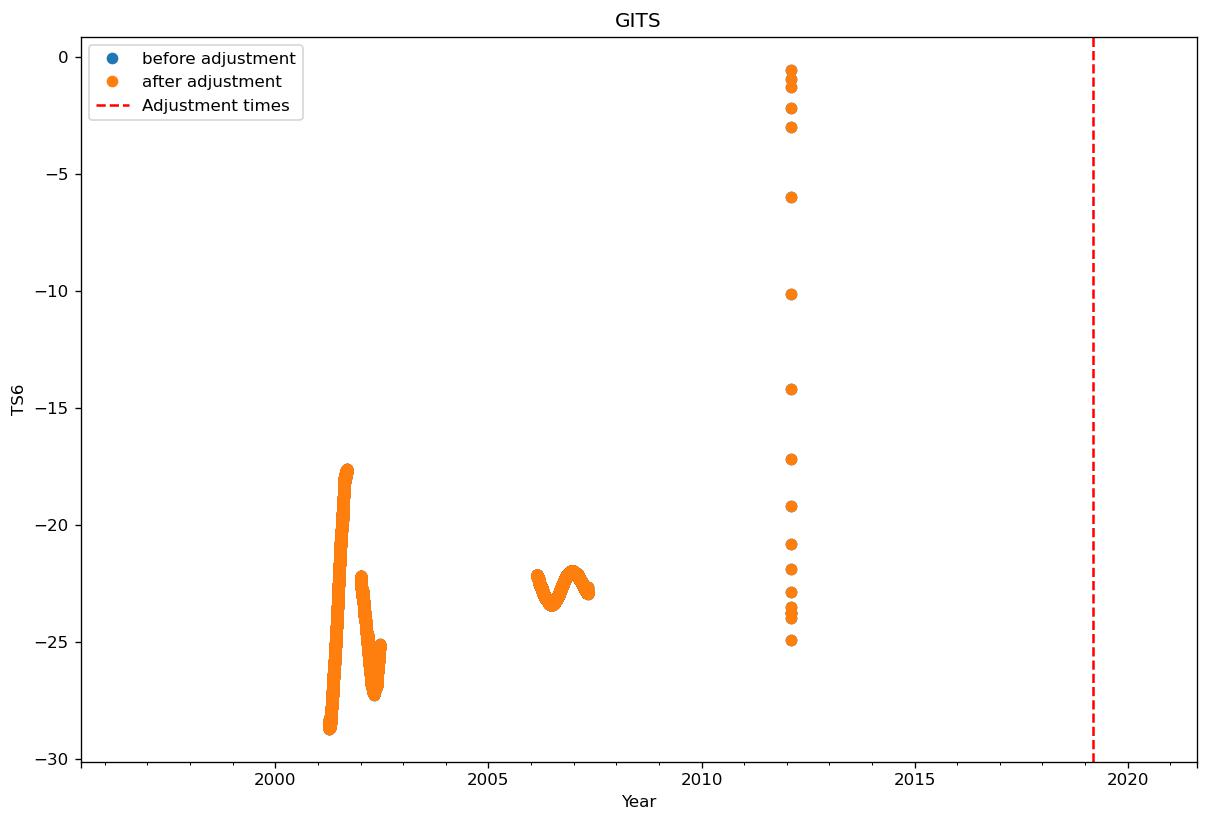 GITS
before adjustment
after adjustment
Adjustment times
0
−5
−10
−15
−20
−25
−30
TS6
2000 2005 2010 2015 2020
Year